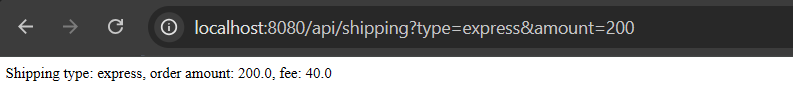 localhost:8080/api/shipping?type=express&amount=200
Shipping type: express, order amount: 200.0, fee: 40.0